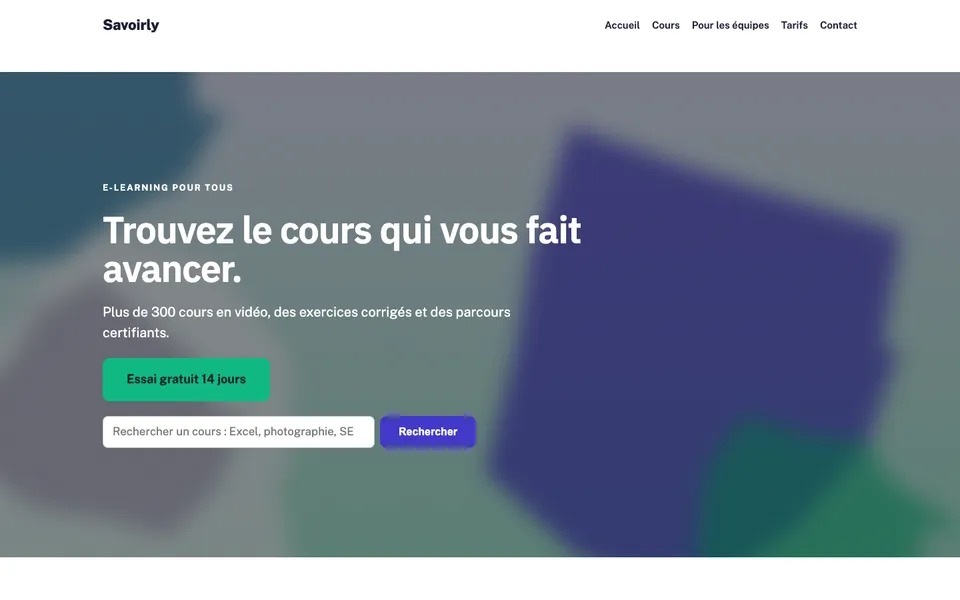 Savoirly
Accueil Cours Pour les équipes Tarifs Contact
E-LEARNING POUR TOUS
Trouvez le cours qui vous fait
avancer.
Plus de 300 cours en vidéo, des exercices corrigés et des parcours
certifiants.
Essai gratuit 14 jours
Rechercher un cours : Excel, photographie, SE
Rechercher